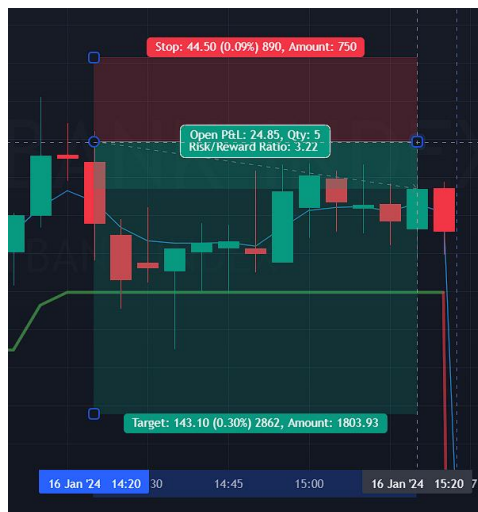 Stop: 44.50 (0.09%) 890, Amount: 750
Open P&L: 24.85, Qty: 5
Risk/Reward Ratio: 3.22
Target: 143.10 (0.30%) 2862, Amount: 1803.93
16 Jan '24 14:20 :30 14:45 15:00 16 Jan '24 15:20